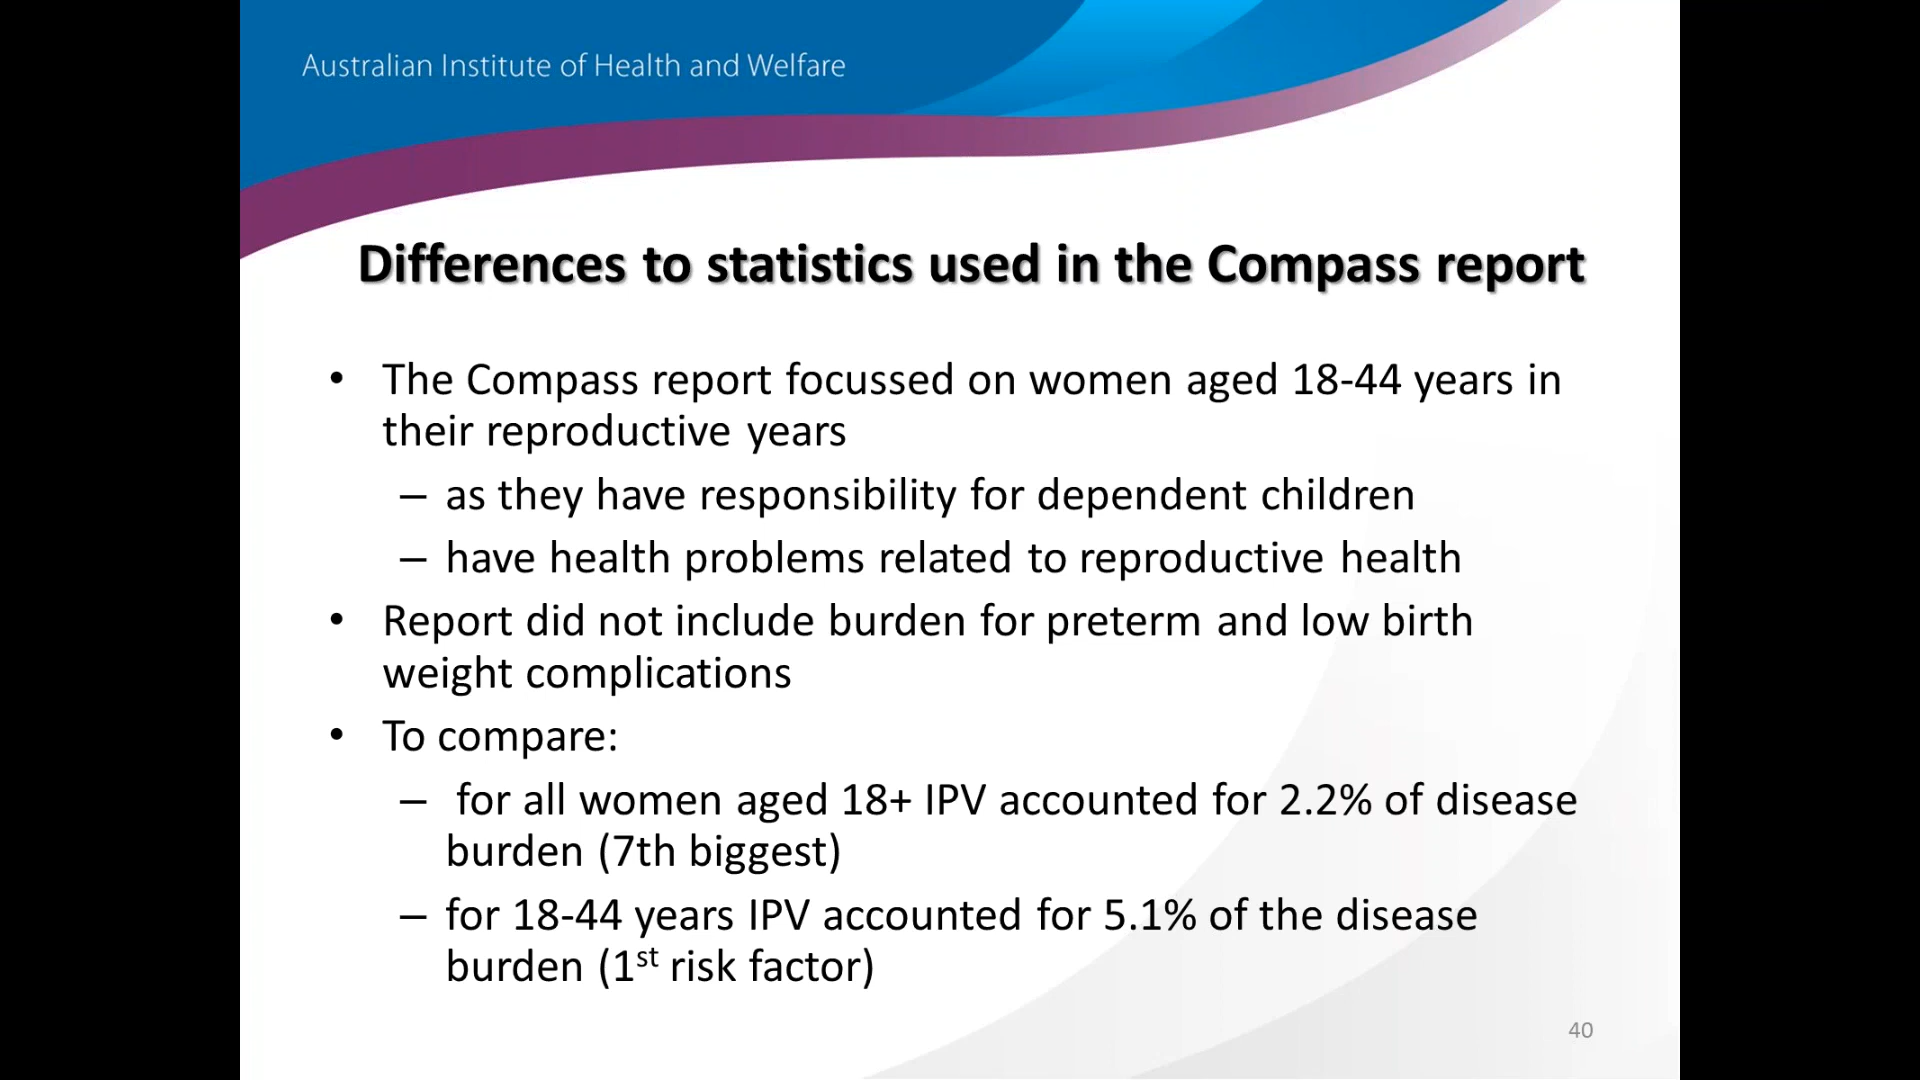 Australian Institute of Health and Welfare
Differences to statistics used in the Compass report
• The Compass report focussed on women aged 18-44 years in
their reproductive years
– as they have responsibility for dependent children
– have health problems related to reproductive health
• Report did not include burden for preterm and low birth
weight complications
• To compare:
– for all women aged 18+ IPV accounted for 2.2% of disease
burden (7th biggest)
– for 18-44 years IPV accounted for 5.1% of the disease
burden (1st risk factor)
40